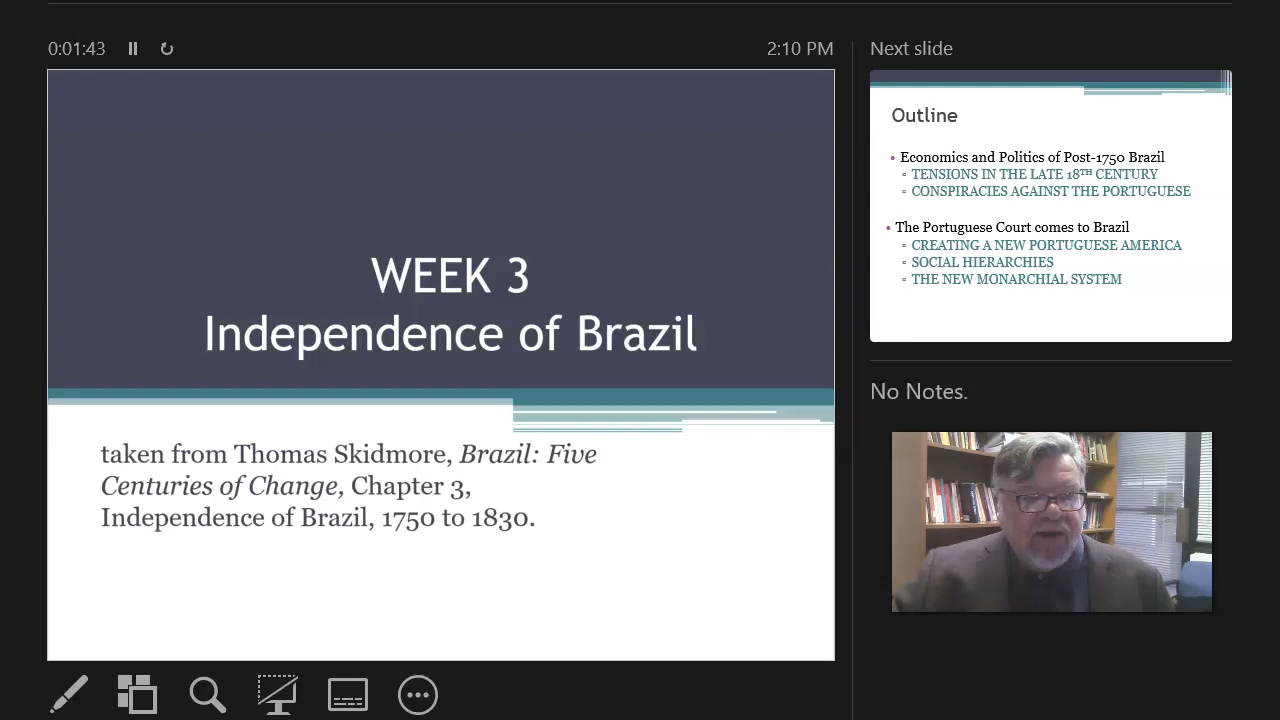 0:01:43
2:10 PM
Next slide
WEEK 3
Independence of Brazil
taken from Thomas Skidmore, Brazil: Five
Centuries of Change, Chapter 3,
Independence of Brazil, 1750 to 1830.
Outline
• Economics and Politics of Post-1750 Brazil
▫ TENSIONS IN THE LATE 18TH CENTURY
▫ CONSPIRACIES AGAINST THE PORTUGUESE
• The Portuguese Court comes to Brazil
▫ CREATING A NEW PORTUGUESE AMERICA
▫ SOCIAL HIERARCHIES
▫ THE NEW MONARCHIAL SYSTEM
No Notes.